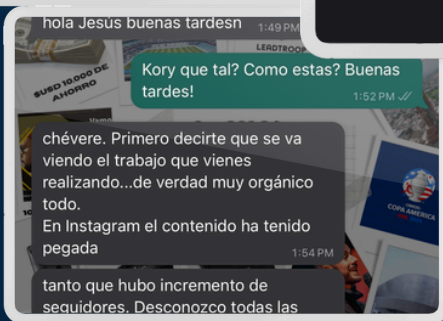 hola Jesús buenas tardesn 1:49 PM
LEADTROOP
$USD 10.000 DE
AHORRO
Kory que tal? Como estas? Buenas
tardes!
1:52 PM
chévere. Primero decirte que se va
viendo el trabajo que vienes
realizando...de verdad muy orgánico
todo.
En Instagram el contenido ha tenido
pegada
1:54 PM
COPA AMERICA
tanto que hubo incremento de
seguidores. Desconozco todas las